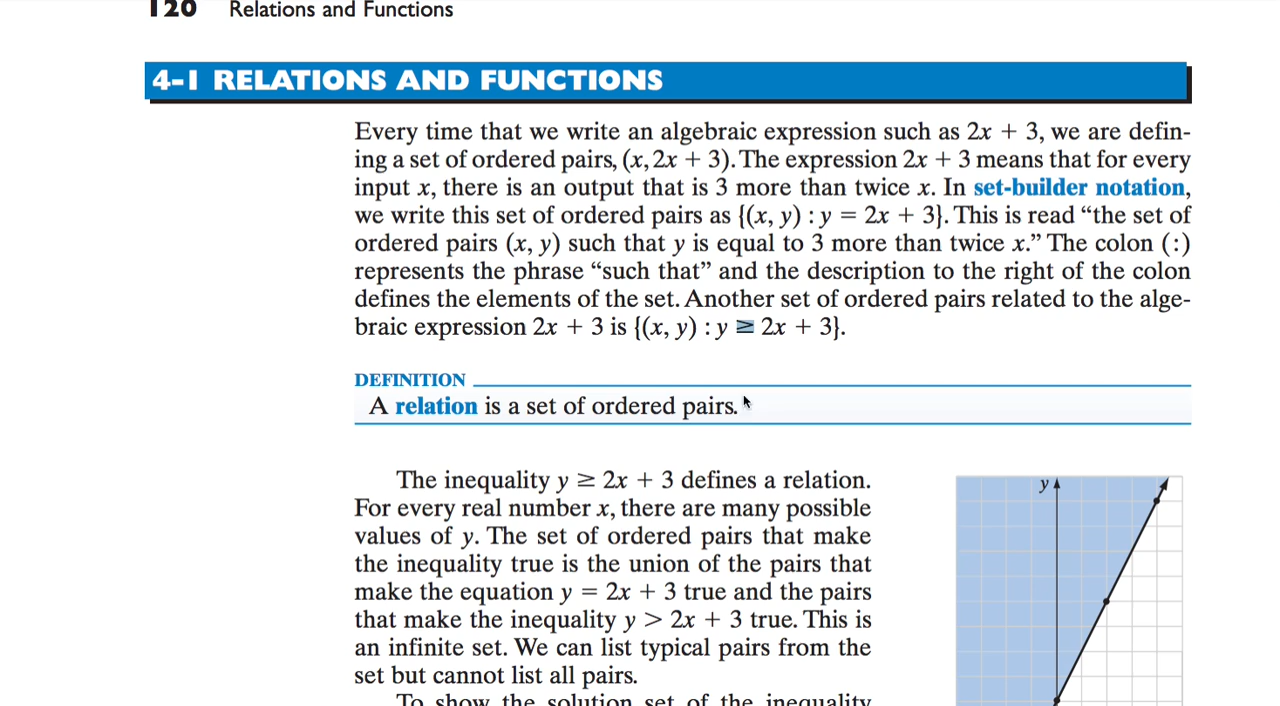 120 Relations and Functions
4-1 RELATIONS AND FUNCTIONS
Every time that we write an algebraic expression such as 2x + 3, we are defin-
ing a set of ordered pairs, (x, 2x + 3). The expression 2x + 3 means that for every
input x, there is an output that is 3 more than twice x. In set-builder notation,
we write this set of ordered pairs as {(x, y) : y = 2x + 3}. This is read “the set of
ordered pairs (x, y) such that y is equal to 3 more than twice x.” The colon (:)
represents the phrase “such that” and the description to the right of the colon
defines the elements of the set. Another set of ordered pairs related to the alge-
braic expression 2x + 3 is {(x, y) : y ≥ 2x + 3}.
DEFINITION
A relation is a set of ordered pairs.
The inequality y ≥ 2x + 3 defines a relation.
For every real number x, there are many possible
values of y. The set of ordered pairs that make
the inequality true is the union of the pairs that
make the equation y = 2x + 3 true and the pairs
that make the inequality y > 2x + 3 true. This is
an infinite set. We can list typical pairs from the
set but cannot list all pairs.
To show the solution set of the inequality
y